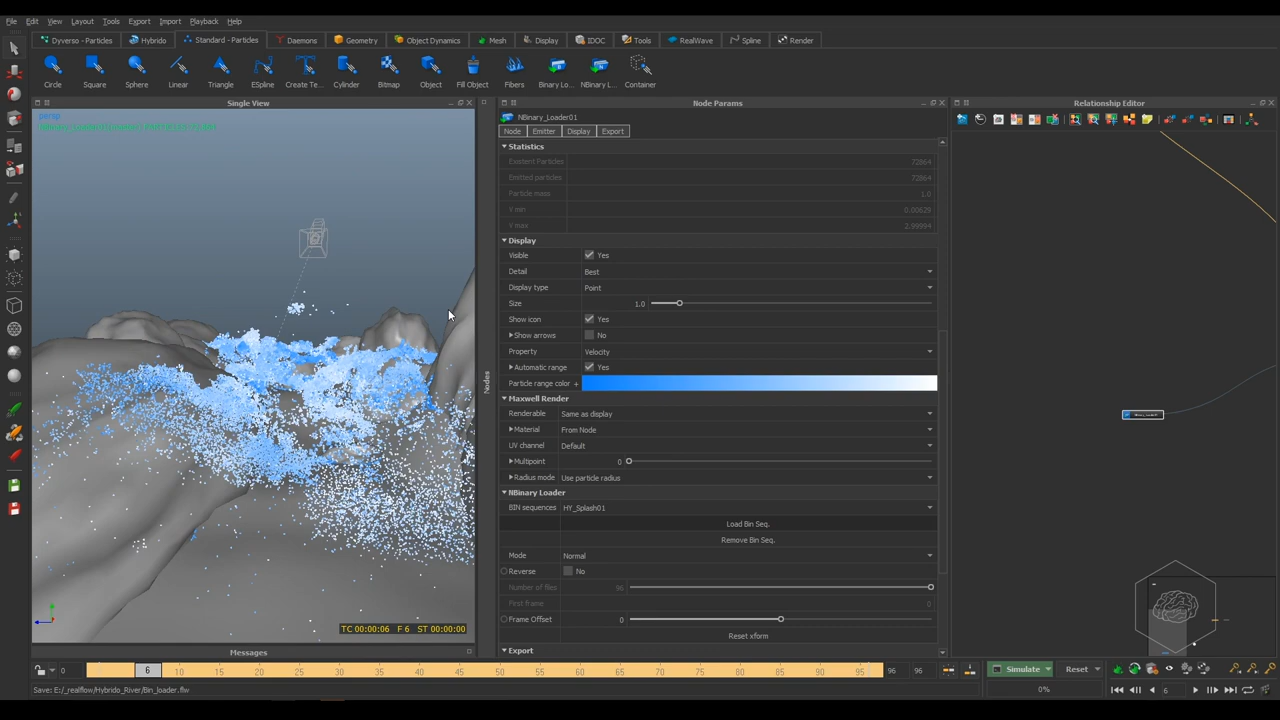 File Edit View Layout Tools Export Import Playback Help
Dyverso - Particles Hybrido Standard - Particles Daemons Geometry Object Dynamics Mesh Display IDOC Tools RealWave Spline Render
Circle Square Sphere Linear Triangle ESpline Create Te... Cylinder Bitmap Object Fill Object Fibers Binary Lo... NBinary L... Container
Single View
Node Params
Relationship Editor
persp
NBinary_Loader01
Node Emitter Display Export
Statistics
Existent Particles 72864
Emitted particles 72864
Particle mass 1.0
V min 0.00629
V max 2.99994
Display
Visible Yes
Detail Best
Display type Point
Size 1.0
Show icon Yes
Show arrows No
Property Velocity
Automatic range Yes
Particle range color +
Maxwell Render
Renderable Same as display
Material From Node
UV channel Default
Multipoint 0
Radius mode Use particle radius
NBinary Loader
BIN sequences HY_Splash01
Load Bin Seq.
Remove Bin Seq.
Mode Normal
Reverse No
Number of files 96
First frame 0
Frame Offset 0
Reset xform
Export
Nodes
TC 00:00:06 F 6 ST 00:00:00
Messages
0 6 10 15 20 25 30 35 40 45 50 55 60 65 70 75 80 85 90 95 96 96
Simulate Reset
0%
6
Save: E:/_realflow/Hybrido_River/Bin_loader.flw